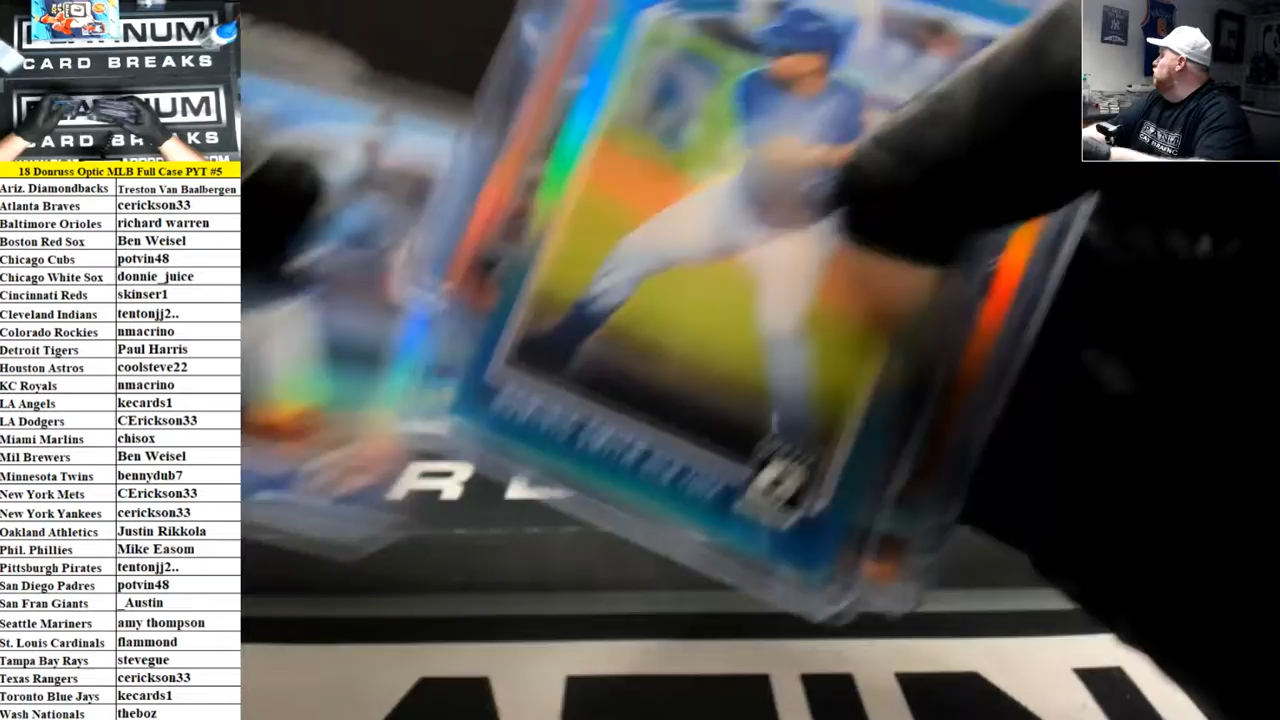 PLATINUM
CARD BREAKS
PLATINUM
CARD BREAKS
18 Donruss Optic MLB Full Case PYT #5
Ariz. Diamondbacks Treston Van Baalbergen
Atlanta Braves cerickson33
Baltimore Orioles richard warren
Boston Red Sox Ben Weisel
Chicago Cubs potvin48
Chicago White Sox donnie_juice
Cincinnati Reds skinser1
Cleveland Indians tentonjj2..
Colorado Rockies nmacrino
Detroit Tigers Paul Harris
Houston Astros coolsteve22
KC Royals nmacrino
LA Angels kecards1
LA Dodgers CErickson33
Miami Marlins chisox
Mil Brewers Ben Weisel
Minnesota Twins bennydub7
New York Mets CErickson33
New York Yankees cerickson33
Oakland Athletics Justin Rikkola
Phil. Phillies Mike Easom
Pittsburgh Pirates tentonjj2..
San Diego Padres potvin48
San Fran Giants _Austin
Seattle Mariners amy thompson
St. Louis Cardinals flammond
Tampa Bay Rays stevegue
Texas Rangers cerickson33
Toronto Blue Jays kecards1
Wash Nationals theboz